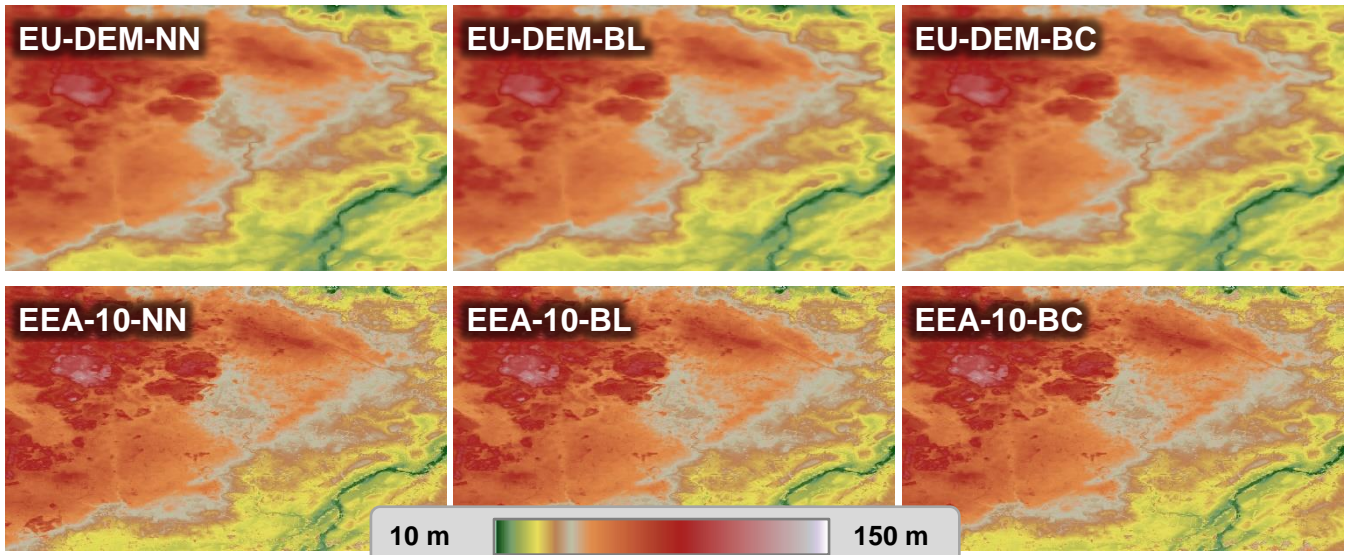 EU-DEM-NN
EU-DEM-BL
EU-DEM-BC
EEA-10-NN
EEA-10-BL
EEA-10-BC
10 m
150 m